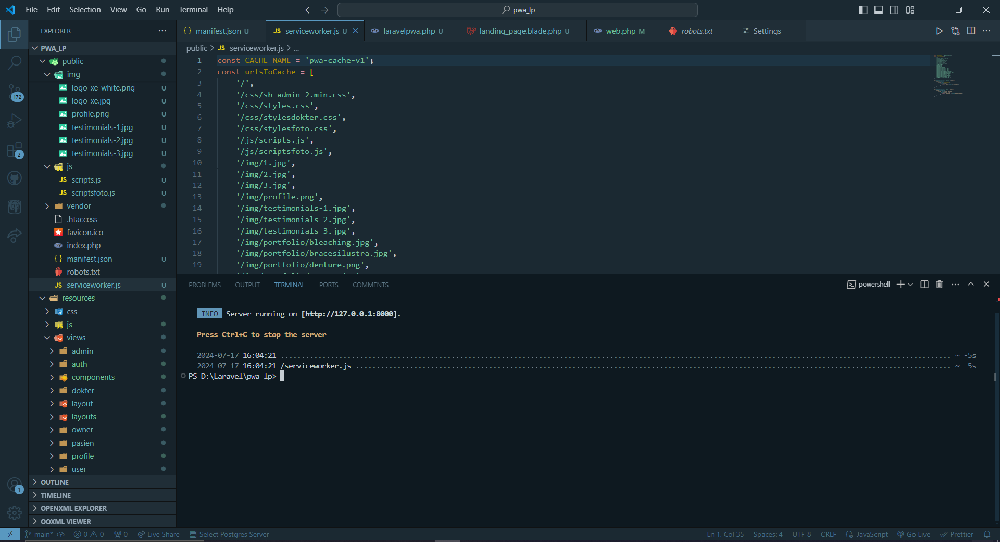 File Edit Selection View Go Run Terminal Help
pwa_lp
EXPLORER
manifest.json U
JS serviceworker.js U
laravelpwa.php U
landing_page.blade.php U
web.php M
robots.txt
Settings
PWA_LP
public
img
logo-xe-white.png U
logo-xe.jpg U
profile.png U
testimonials-1.jpg U
testimonials-2.jpg U
testimonials-3.jpg U
js
JS scripts.js U
JS scriptsfoto.js U
vendor
.htaccess
favicon.ico
index.php
manifest.json U
robots.txt
JS serviceworker.js U
resources
css
js
views
admin
auth
components
dokter
layout
layouts
owner
pasien
profile
user
OUTLINE
TIMELINE
OPENXML EXPLORER
OOXML VIEWER
172
2
1
public > JS serviceworker.js > ...
1 const CACHE_NAME = 'pwa-cache-v1';
2 const urlsToCache = [
3 '/',
4 '/css/sb-admin-2.min.css',
5 '/css/styles.css',
6 '/css/stylesdokter.css',
7 '/css/stylesfoto.css',
8 '/js/scripts.js',
9 '/js/scriptsfoto.js',
10 '/img/1.jpg',
11 '/img/2.jpg',
12 '/img/3.jpg',
13 '/img/profile.png',
14 '/img/testimonials-1.jpg',
15 '/img/testimonials-2.jpg',
16 '/img/testimonials-3.jpg',
17 '/img/portfolio/bleaching.jpg',
18 '/img/portfolio/bracesilustra.jpg',
19 '/img/portfolio/denture.png',
PROBLEMS OUTPUT TERMINAL PORTS COMMENTS
powershell
INFO Server running on [http://127.0.0.1:8000].
Press Ctrl+C to stop the server
2024-07-17 16:04:21 ........ ~ -5s
2024-07-17 16:04:21 /serviceworker.js ........ ~ -5s
PS D:\Laravel\pwa_lp>
main* 0 0 0 Live Share Select Postgres Server
Ln 1, Col 35 Spaces: 4 UTF-8 CRLF {} JavaScript Go Live Prettier